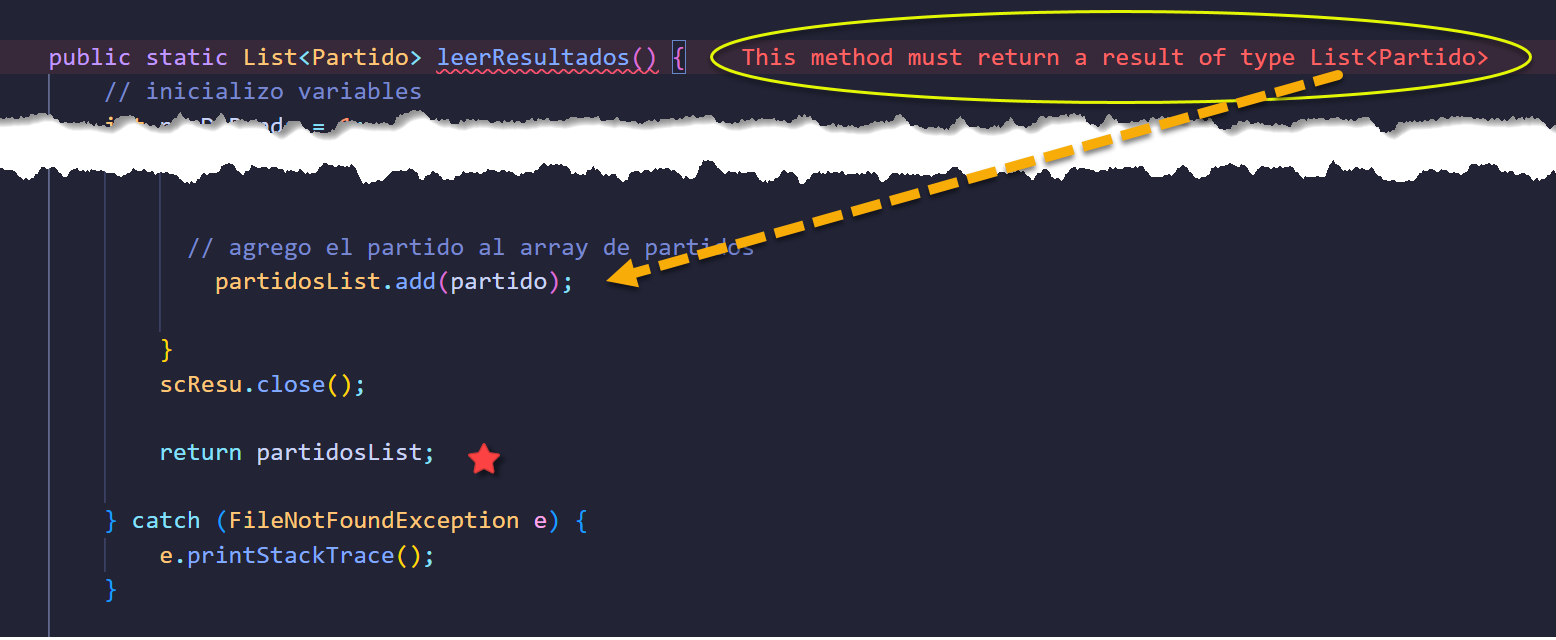 public static List<Partido> leerResultados() { This method must return a result of type List<Partido>
// inicializo variables
// agrego el partido al array de partidos
partidosList.add(partido);
}
scResu.close();
return partidosList;
} catch (FileNotFoundException e) {
e.printStackTrace();
}